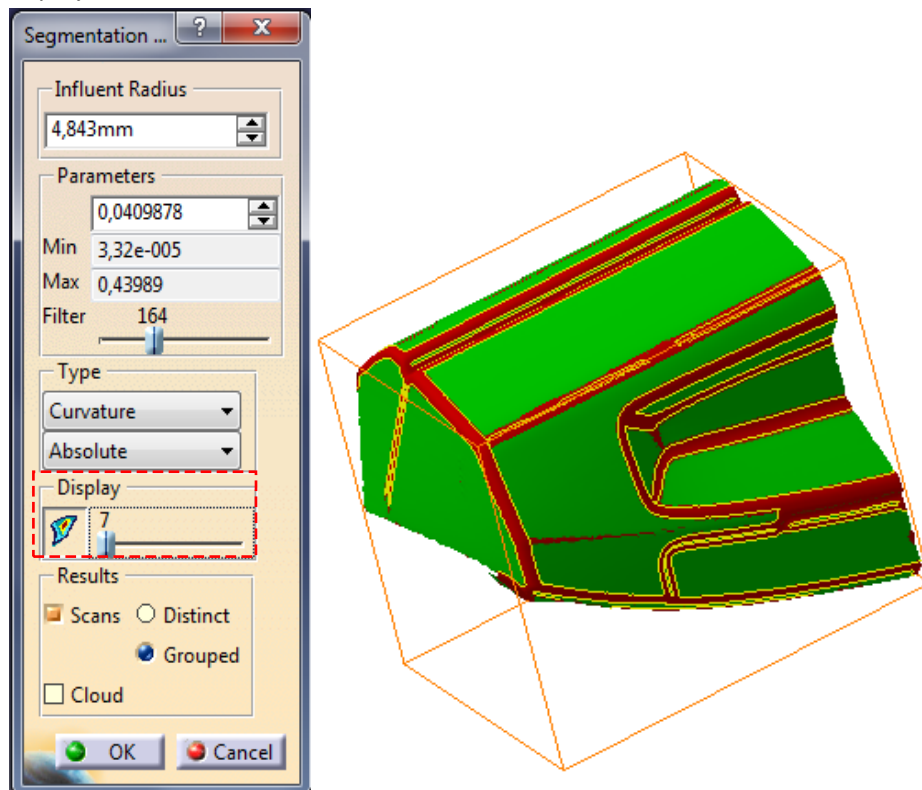 Segmentation ...
? X
Influent Radius
4,843mm
Parameters
0,0409878
Min 3,32e-005
Max 0,43989
Filter 164
Type
Curvature
Absolute
Display
7
Results
Scans Distinct
Grouped
Cloud
OK Cancel